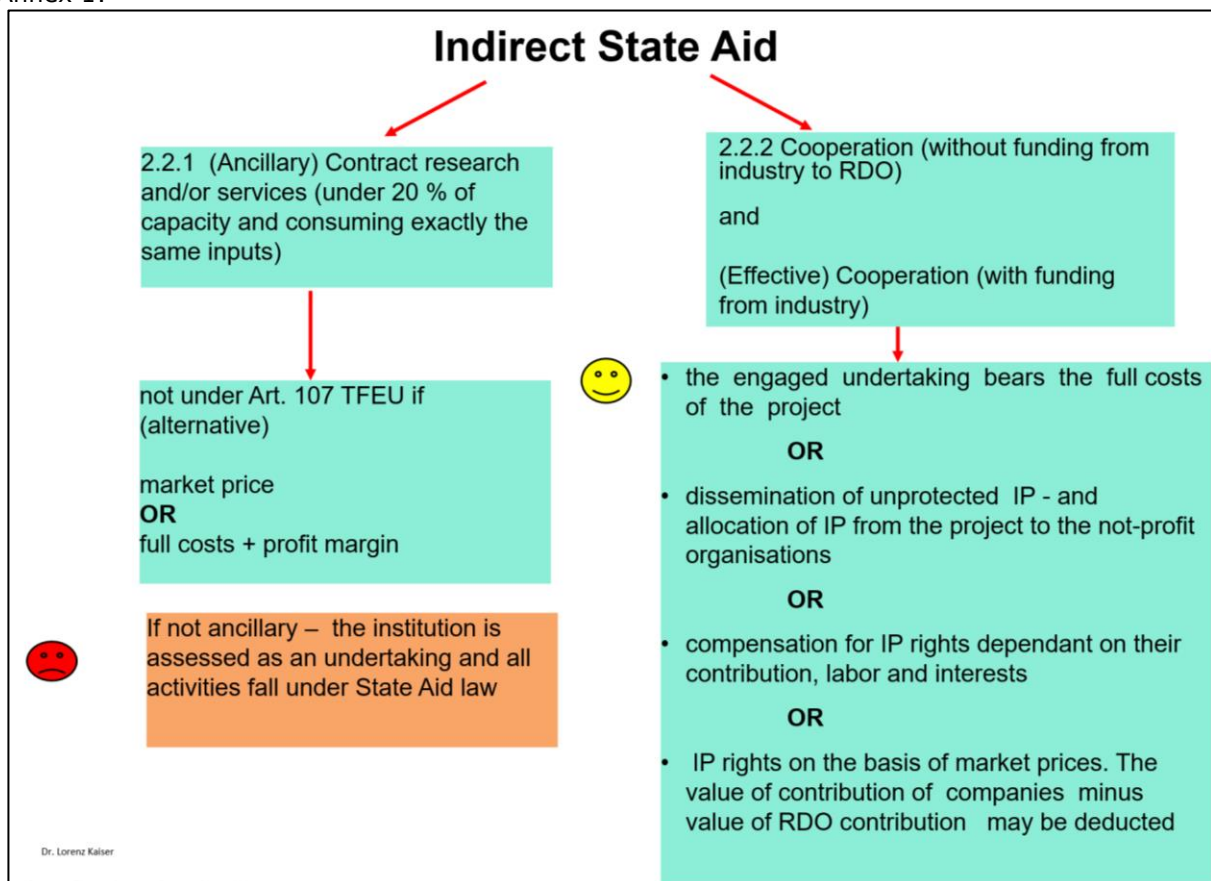 Annex 1:
Indirect State Aid
2.2.1 (Ancillary) Contract research
and/or services (under 20 % of
capacity and consuming exactly the
same inputs)
not under Art. 107 TFEU if
(alternative)
market price
OR
full costs + profit margin
If not ancillary – the institution is
assessed as an undertaking and all
activities fall under State Aid law
2.2.2 Cooperation (without funding from
industry to RDO)
and
(Effective) Cooperation (with funding
from industry)
• the engaged undertaking bears the full costs
of the project
OR
• dissemination of unprotected IP - and
allocation of IP from the project to the not-profit
organisations
OR
• compensation for IP rights dependant on their
contribution, labor and interests
OR
• IP rights on the basis of market prices. The
value of contribution of companies minus
value of RDO contribution may be deducted
Dr. Lorenz Kaiser